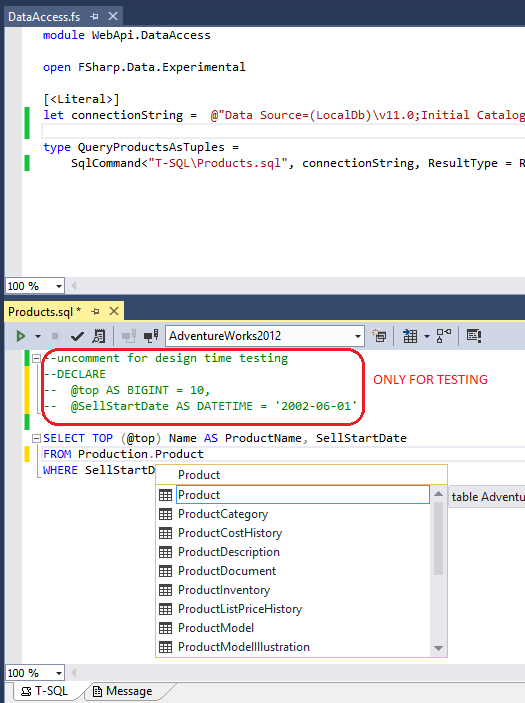 DataAccess.fs
module WebApi.DataAccess
open FSharp.Data.Experimental
[<Literal>]
let connectionString =  @"Data Source=(LocalDb)\v11.0;Initial Catalog
type QueryProductsAsTuples =
SqlCommand<"T-SQL\Products.sql", connectionString, ResultType = R
100 %
Products.sql *
AdventureWorks2012
--uncomment for design time testing
--DECLARE
--  @top AS BIGINT = 10,
--  @SellStartDate AS DATETIME = '2002-06-01'
ONLY FOR TESTING
SELECT TOP (@top) Name AS ProductName, SellStartDate
FROM Production.Product
WHERE SellStartD
Product
Product
table Adventu
ProductCategory
ProductCostHistory
ProductDescription
ProductDocument
ProductInventory
ProductListPriceHistory
ProductModel
ProductModelIllustration
100 %
T-SQL
Message